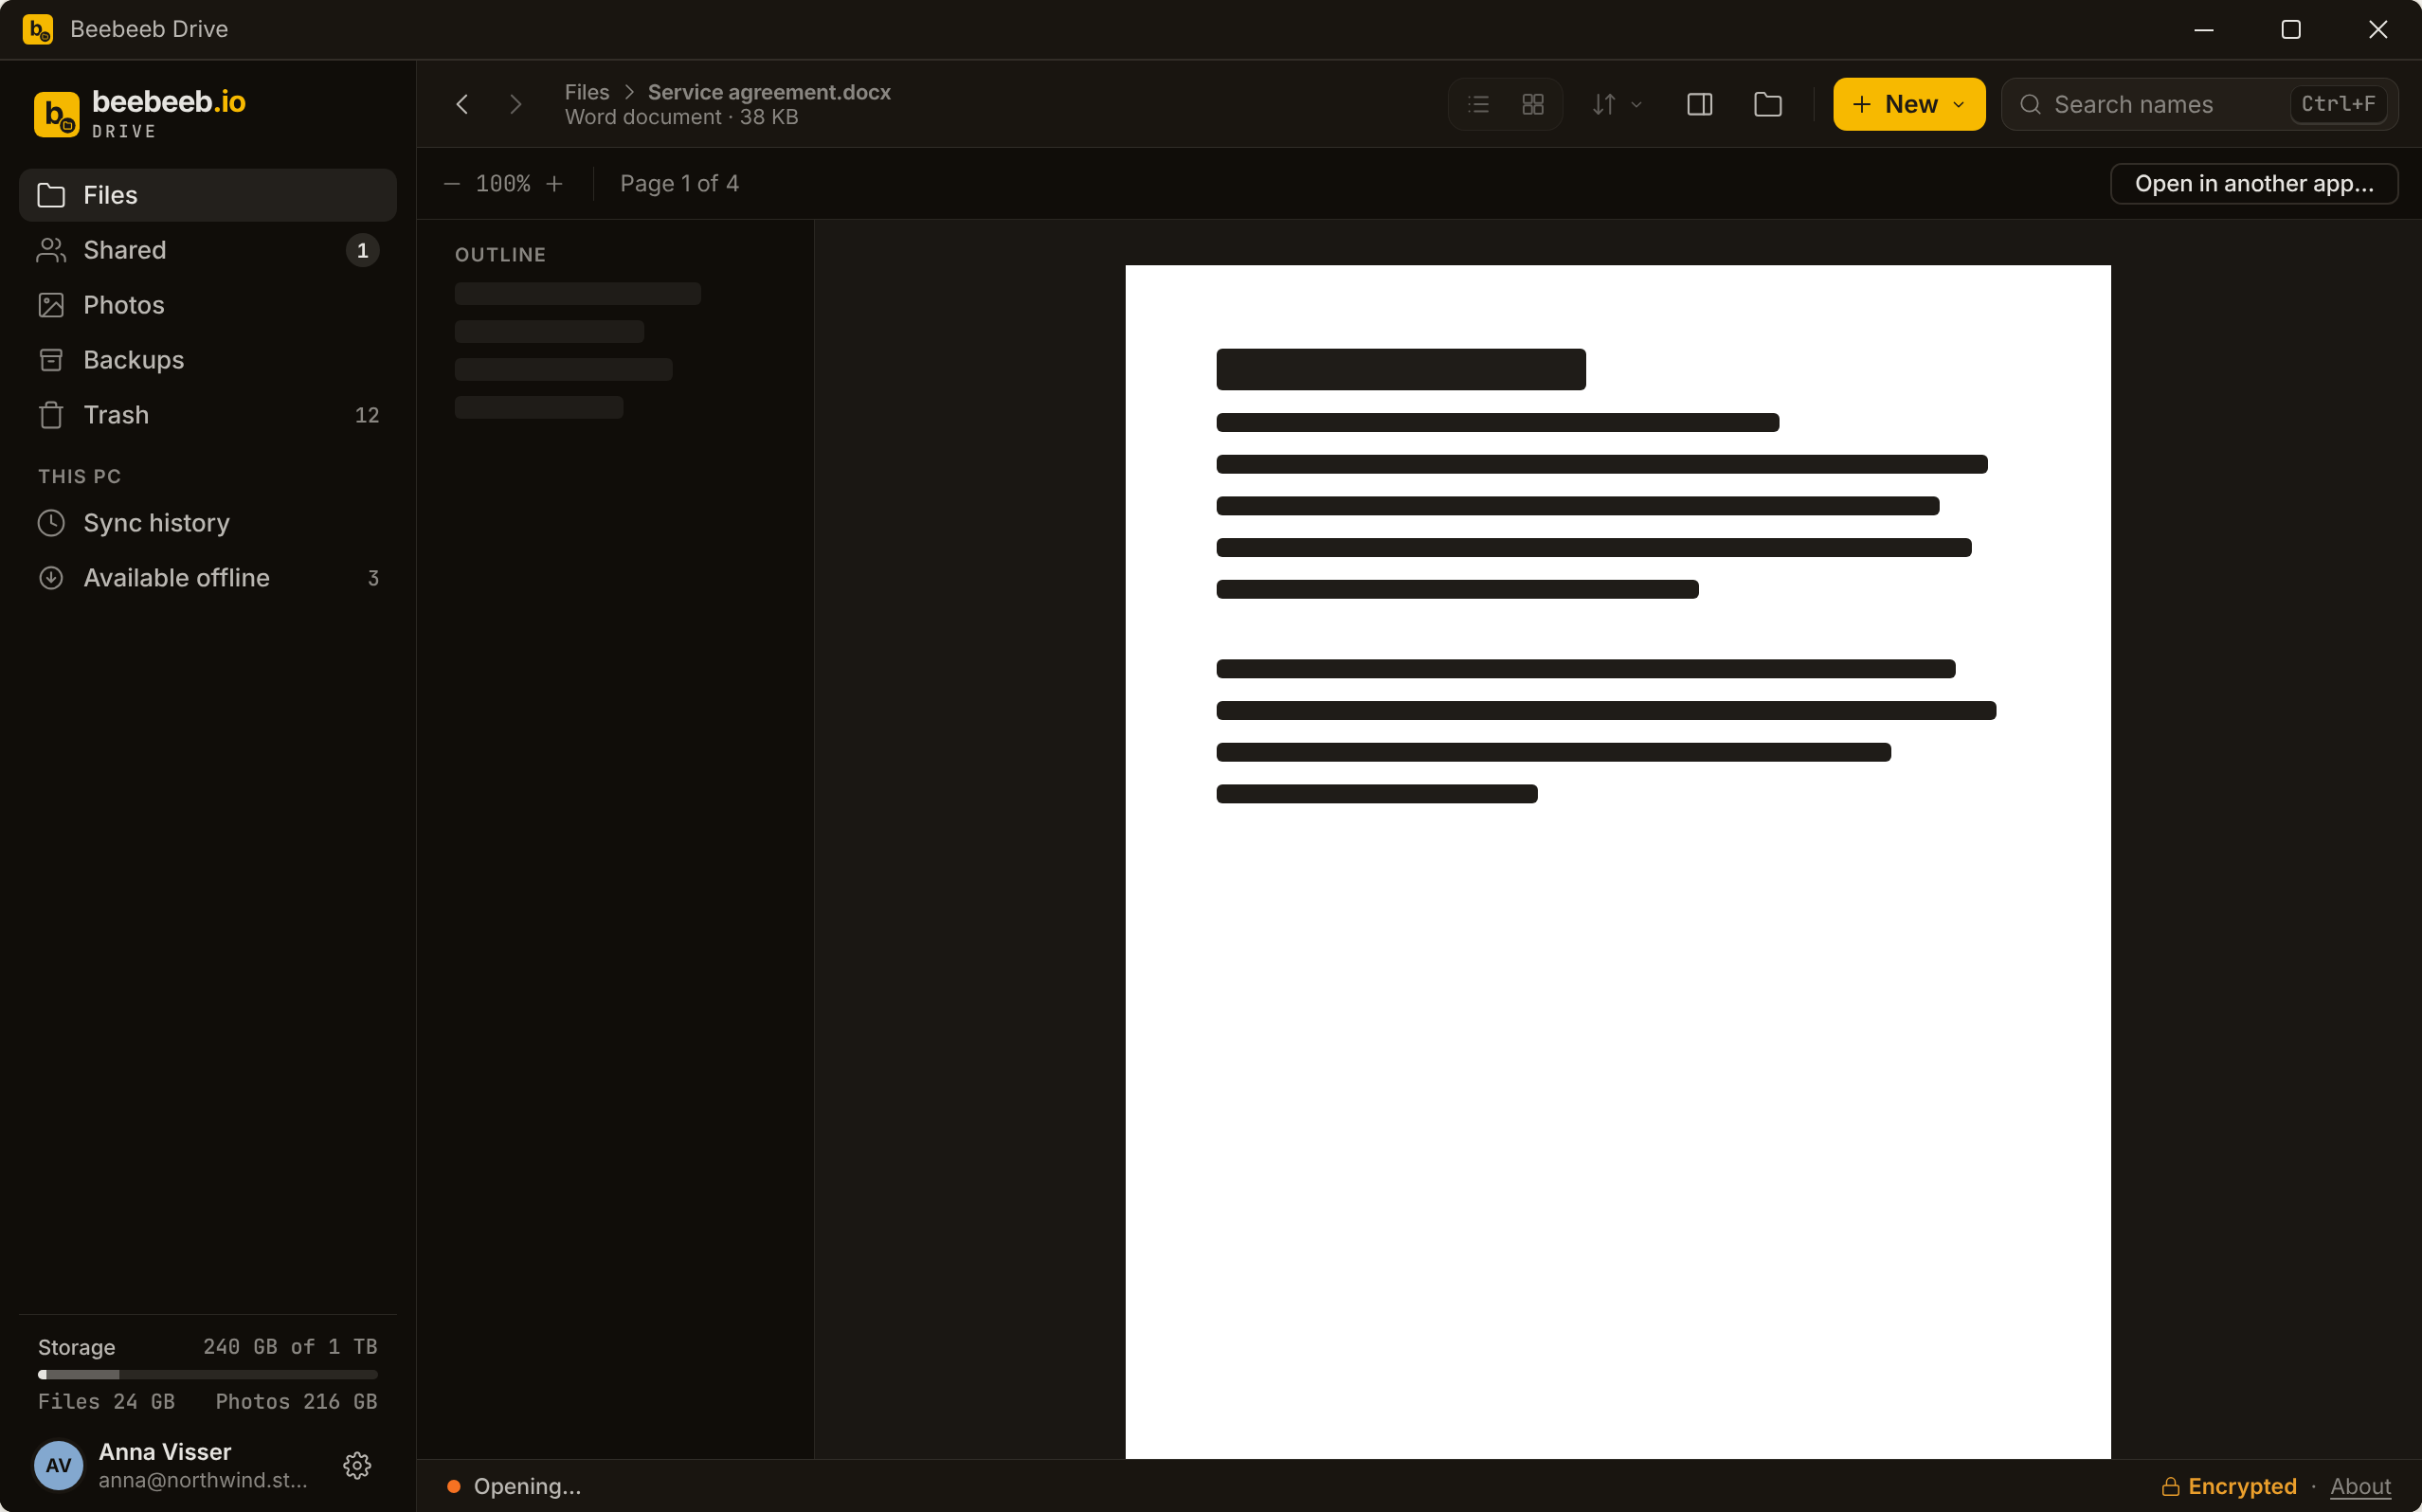 Beebeeb Drive
beebeeb.io
DRIVE
Files
Shared 1
Photos
Backups
Trash 12
THIS PC
Sync history
Available offline 3
Storage 240 GB of 1 TB
Files 24 GB Photos 216 GB
AV
Anna Visser
anna@northwind.st...
Files > Service agreement.docx
Word document · 38 KB
New
Search names Ctrl+F
100% Page 1 of 4
Open in another app...
OUTLINE
Opening...
Encrypted · About